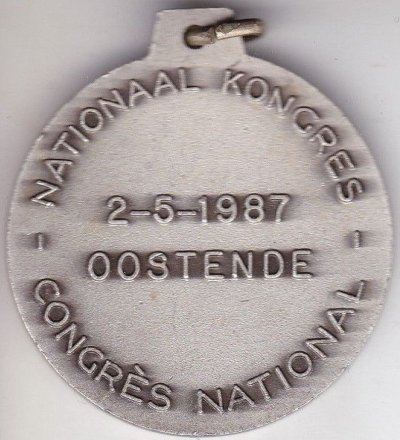 NATIONAAL KONGRES
2-5-1987
OOSTENDE
CONGRÈS NATIONAL